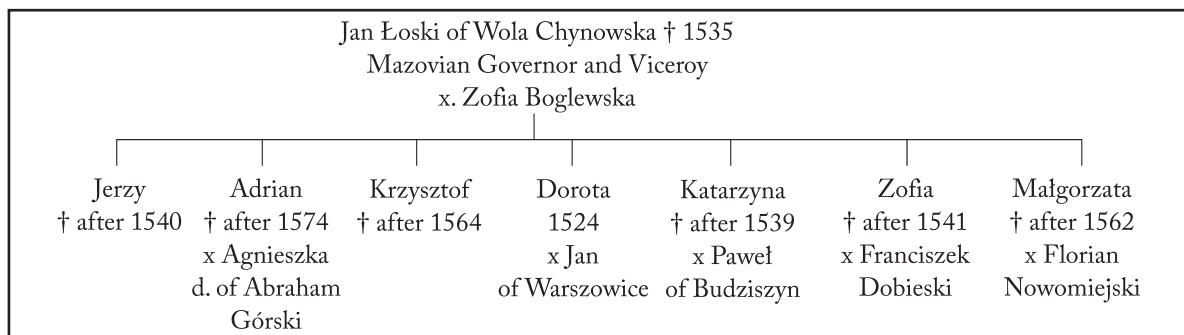 Jan Łoski of Wola Chynowska † 1535
Mazovian Governor and Viceroy
x. Zofia Boglewska
Jerzy
† after 1540
Adrian
† after 1574
x Agnieszka
d. of Abraham
Górski
Krzysztof
† after 1564
Dorota
1524
x Jan
of Warszowice
Katarzyna
† after 1539
x Paweł
of Budziszyn
Zofia
† after 1541
x Franciszek
Dobieski
Małgorzata
† after 1562
x Florian
Nowomiejski